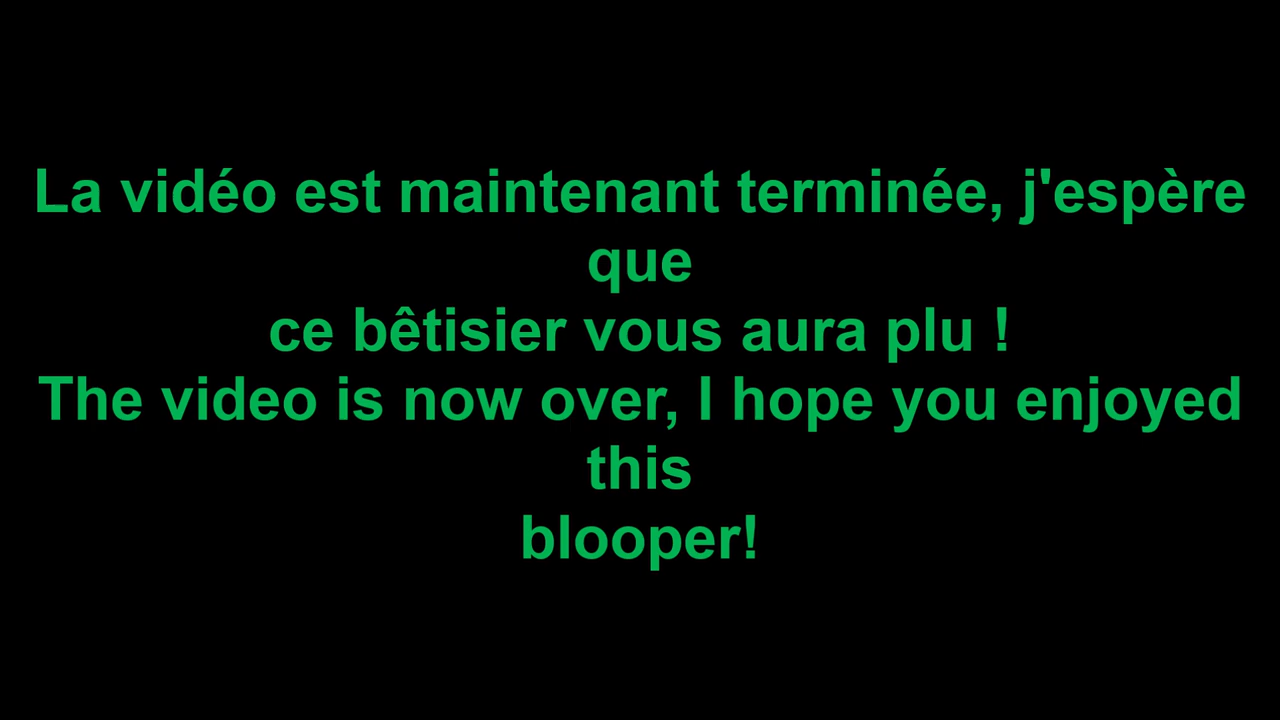 La vidéo est maintenant terminée, j'espère
que
ce bêtisier vous aura plu !
The video is now over, I hope you enjoyed
this
blooper!